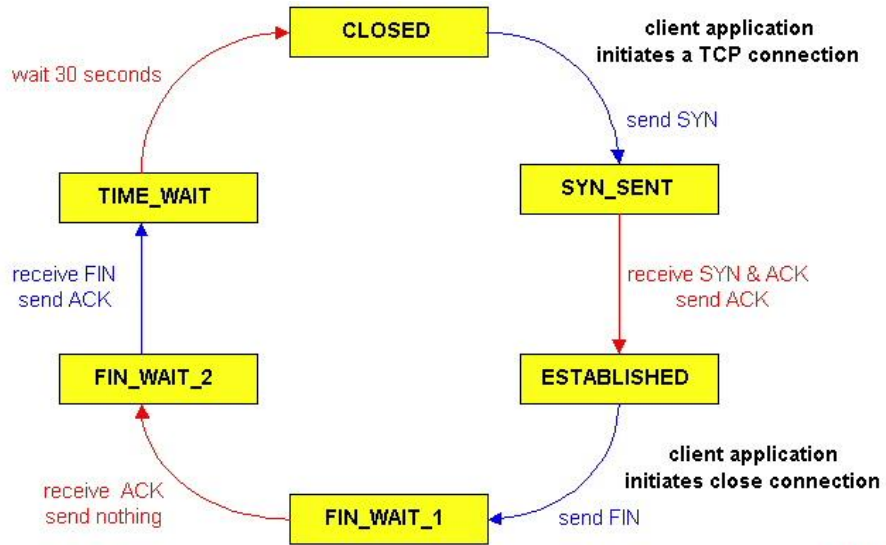 CLOSED
client application
initiates a TCP connection
wait 30 seconds
send SYN
TIME_WAIT
SYN_SENT
receive FIN
send ACK
receive SYN & ACK
send ACK
FIN_WAIT_2
ESTABLISHED
client application
initiates close connection
receive ACK
send nothing
FIN_WAIT_1
send FIN